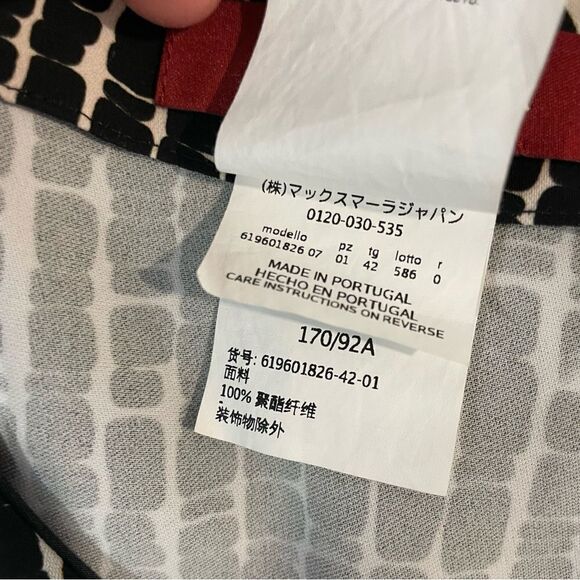 (株)マックスマーラジャパン
0120-030-535
modello pz tg lotto r
619601826 07 01 42 586 0
MADE IN PORTUGAL
HECHO EN PORTUGAL
CARE INSTRUCTIONS ON REVERSE
170/92A
货号: 619601826-42-01
面料
100% 聚酯纤维
装饰物除外